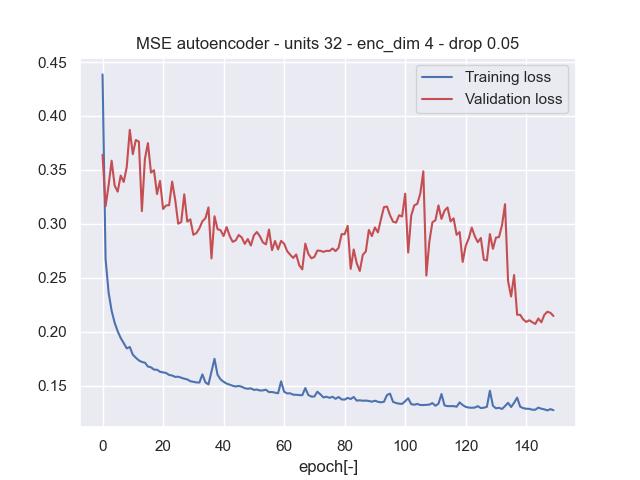 MSE autoencoder - units 32 - enc_dim 4 - drop 0.05
Training loss
Validation loss
0.45
0.40
0.35
0.30
0.25
0.20
0.15
0 20 40 60 80 100 120 140
epoch[-]